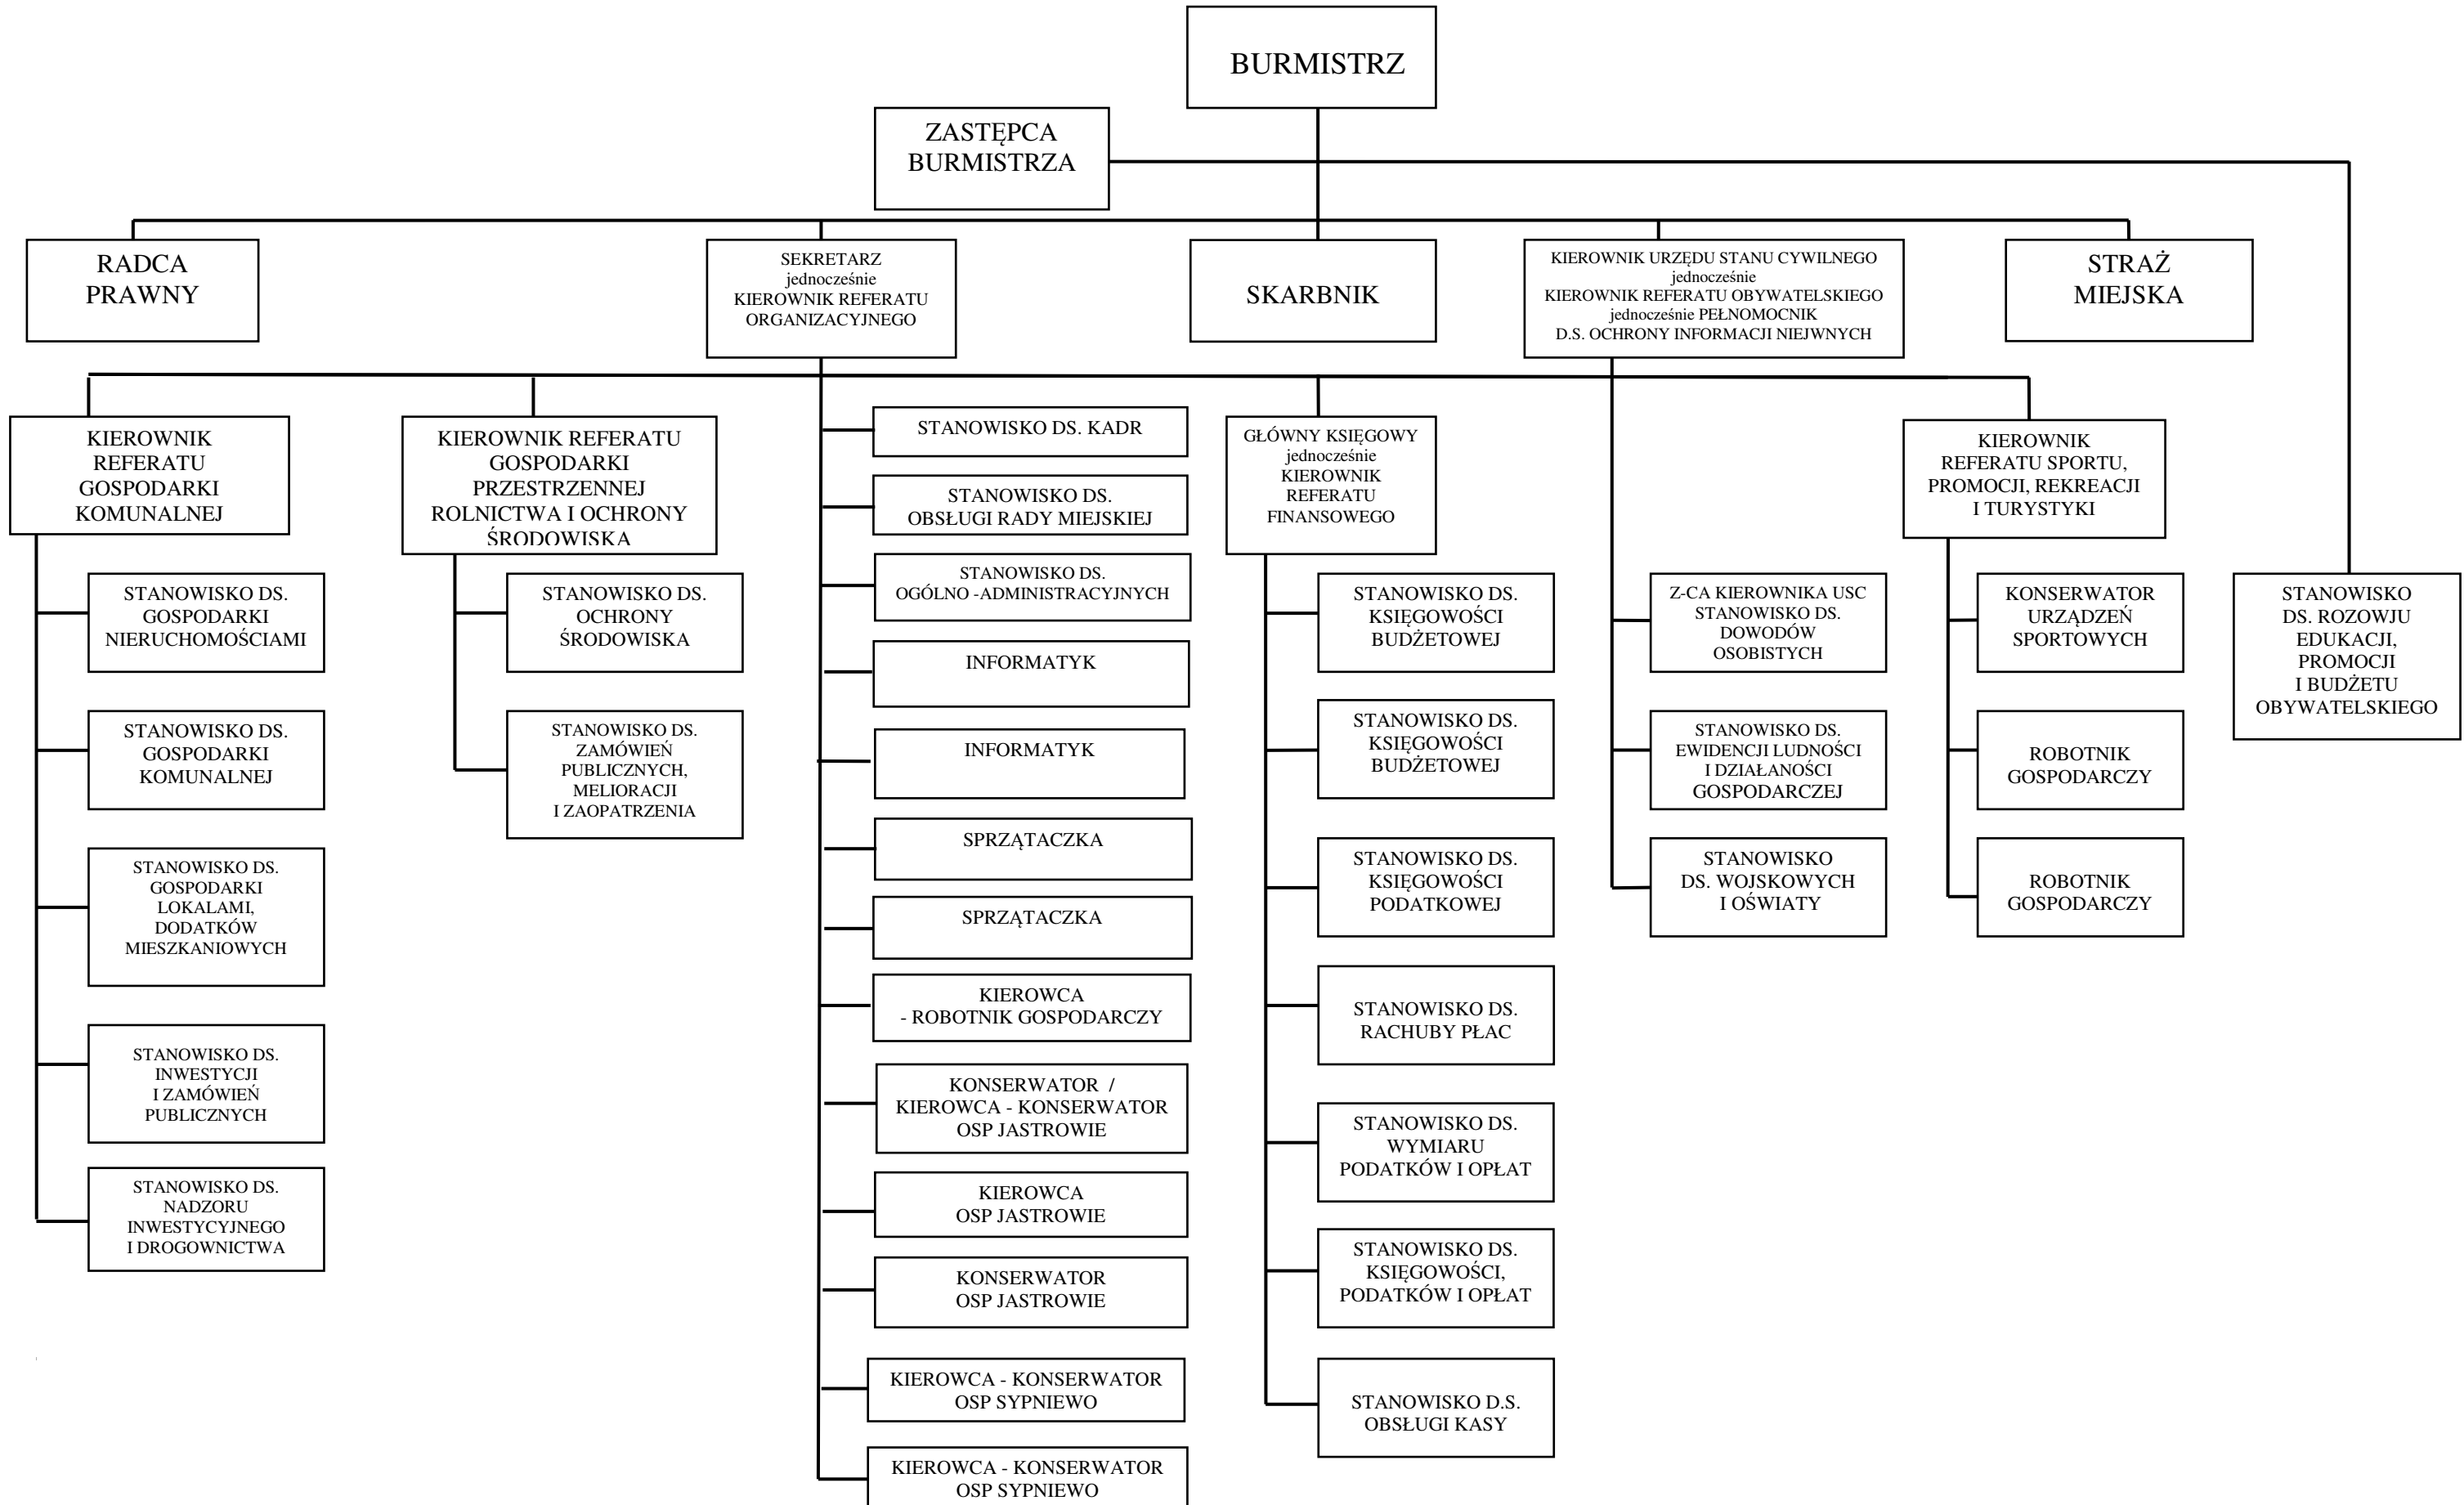 BURMISTRZ
ZASTĘPCA
BURMISTRZA
RADCA
PRAWNY
SEKRETARZ
jednocześnie
KIEROWNIK REFERATU
ORGANIZACYJNEGO
SKARBNIK
KIEROWNIK URZĘDU STANU CYWILNEGO
jednocześnie
KIEROWNIK REFERATU OBYWATELSKIEGO
jednocześnie PEŁNOMOCNIK
D.S. OCHRONY INFORMACJI NIEJWNYCH
STRAŻ
MIEJSKA
KIEROWNIK
REFERATU
GOSPODARKI
KOMUNALNEJ
STANOWISKO DS.
GOSPODARKI
NIERUCHOMOŚCIAMI
STANOWISKO DS.
GOSPODARKI
KOMUNALNEJ
STANOWISKO DS.
GOSPODARKI
LOKALAMI,
DODATKÓW
MIESZKANIOWYCH
STANOWISKO DS.
INWESTYCJI
I ZAMÓWIEŃ
PUBLICZNYCH
STANOWISKO DS.
NADZORU
INWESTYCYJNEGO
I DROGOWNICTWA
KIEROWNIK REFERATU
GOSPODARKI
PRZESTRZENNEJ
ROLNICTWA I OCHRONY
ŚRODOWISKA
STANOWISKO DS.
OCHRONY
ŚRODOWISKA
STANOWISKO DS.
ZAMÓWIEŃ
PUBLICZNYCH,
MELIORACJI
I ZAOPATRZENIA
STANOWISKO DS. KADR
STANOWISKO DS.
OBSŁUGI RADY MIEJSKIEJ
STANOWISKO DS.
OGÓLNO -ADMINISTRACYJNYCH
INFORMATYK
INFORMATYK
SPRZĄTACZKA
SPRZĄTACZKA
KIEROWCA
- ROBOTNIK GOSPODARCZY
KONSERWATOR /
KIEROWCA - KONSERWATOR
OSP JASTROWIE
KIEROWCA
OSP JASTROWIE
KONSERWATOR
OSP JASTROWIE
KIEROWCA - KONSERWATOR
OSP SYPNIEWO
KIEROWCA - KONSERWATOR
OSP SYPNIEWO
GŁÓWNY KSIĘGOWY
jednocześnie
KIEROWNIK
REFERATU
FINANSOWEGO
STANOWISKO DS.
KSIĘGOWOŚCI
BUDŻETOWEJ
STANOWISKO DS.
KSIĘGOWOŚCI
BUDŻETOWEJ
STANOWISKO DS.
KSIĘGOWOŚCI
PODATKOWEJ
STANOWISKO DS.
RACHUBY PŁAC
STANOWISKO DS.
WYMIARU
PODATKÓW I OPŁAT
STANOWISKO DS.
KSIĘGOWOŚCI,
PODATKÓW I OPŁAT
STANOWISKO D.S.
OBSŁUGI KASY
Z-CA KIEROWNIKA USC
STANOWISKO DS.
DOWODÓW
OSOBISTYCH
STANOWISKO DS.
EWIDENCJI LUDNOŚCI
I DZIAŁANOŚCI
GOSPODARCZEJ
STANOWISKO
DS. WOJSKOWYCH
I OŚWIATY
KIEROWNIK
REFERATU SPORTU,
PROMOCJI, REKREACJI
I TURYSTYKI
KONSERWATOR
URZĄDZEŃ
SPORTOWYCH
ROBOTNIK
GOSPODARCZY
ROBOTNIK
GOSPODARCZY
STANOWISKO
DS. ROZOWJU
EDUKACJI,
PROMOCJI
I BUDŻETU
OBYWATELSKIEGO